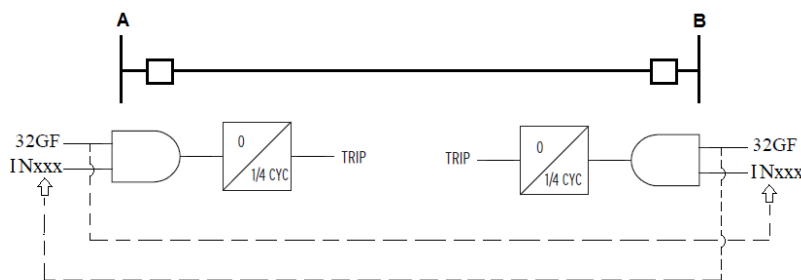 A B
32GF 0 TRIP TRIP 0 32GF
INxxx 1/4 CYC 1/4 CYC INxxx